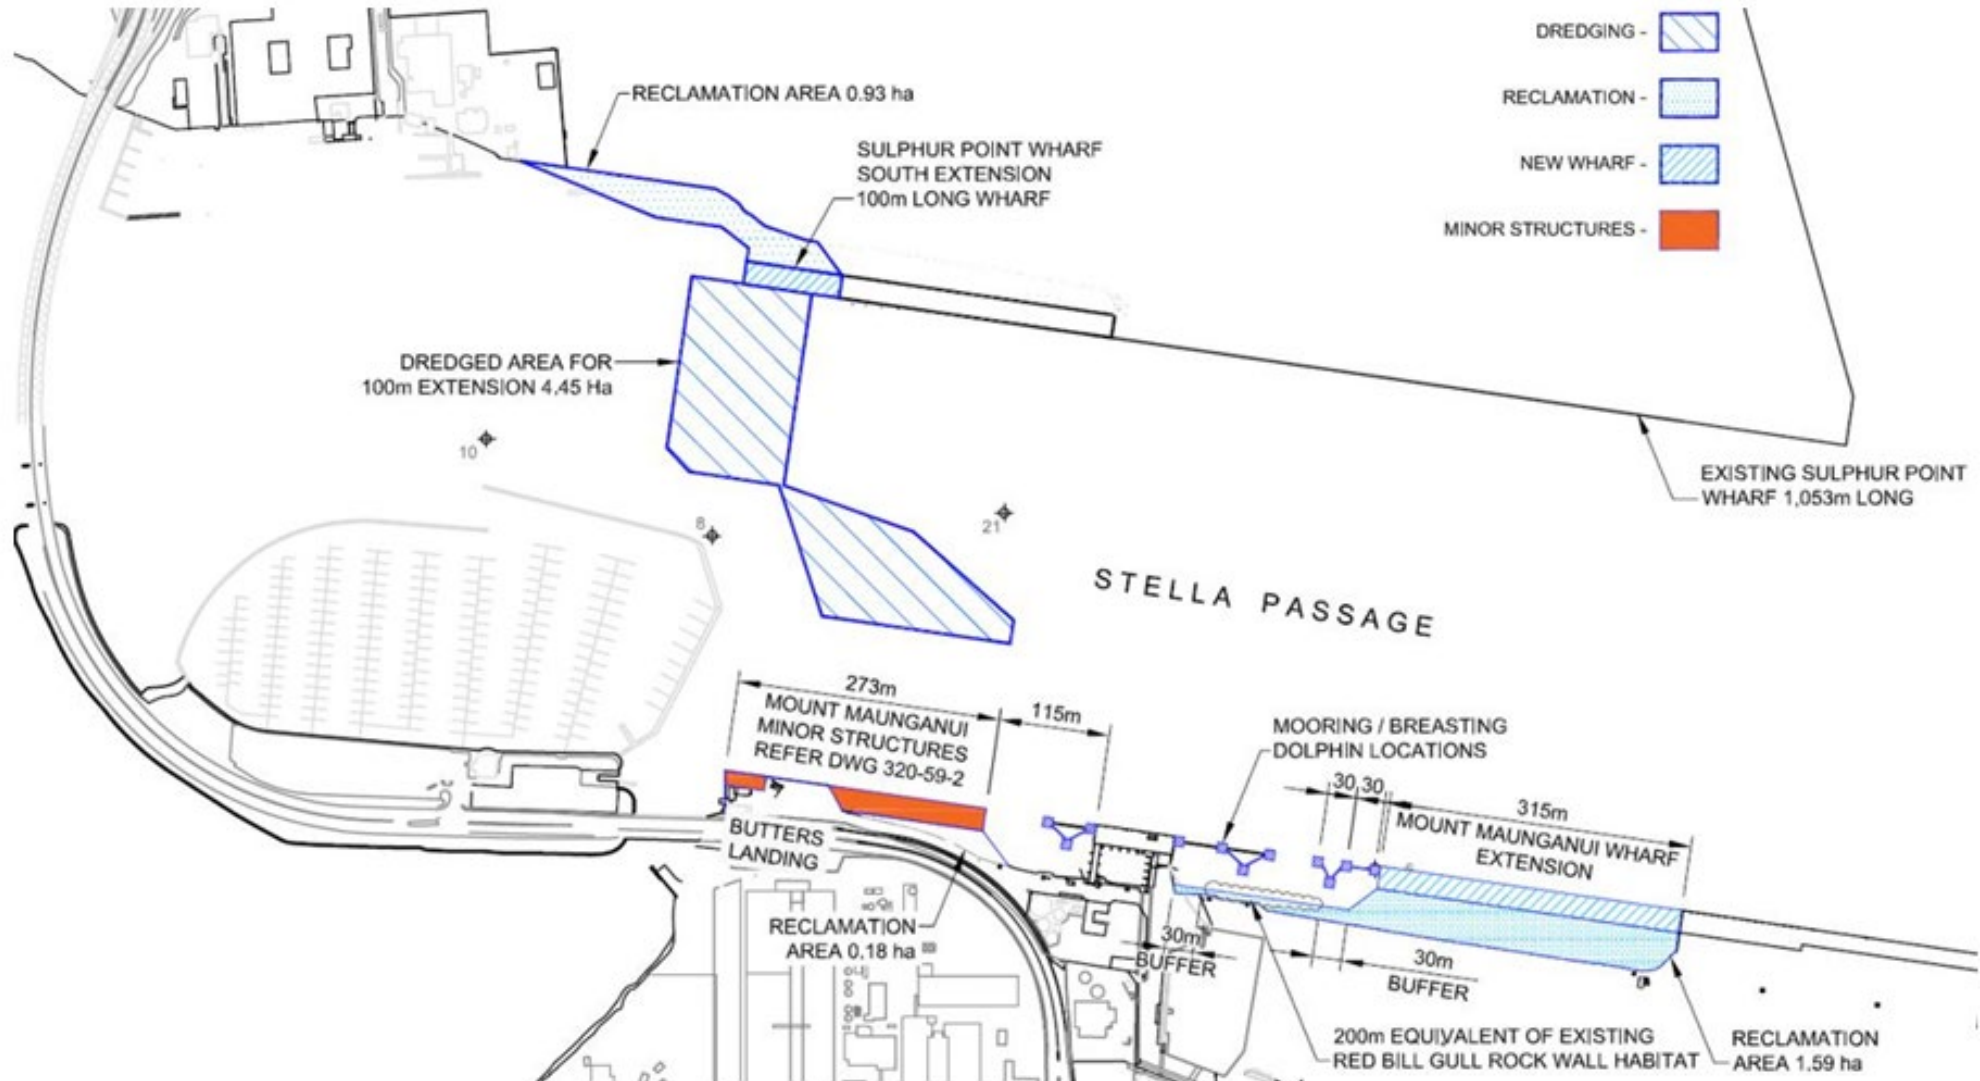 DREDGING -
RECLAMATION -
NEW WHARF -
MINOR STRUCTURES -
RECLAMATION AREA 0.93 ha
SULPHUR POINT WHARF
SOUTH EXTENSION
100m LONG WHARF
DREDGED AREA FOR
100m EXTENSION 4.45 Ha
10
8
21
EXISTING SULPHUR POINT
WHARF 1,053m LONG
STELLA PASSAGE
273m
MOUNT MAUNGANUI
MINOR STRUCTURES
REFER DWG 320-59-2
115m
MOORING / BREASTING
DOLPHIN LOCATIONS
30
30
315m
MOUNT MAUNGANUI WHARF
EXTENSION
BUTTERS
LANDING
RECLAMATION
AREA 0.18 ha
30m
BUFFER
30m
BUFFER
200m EQUIVALENT OF EXISTING
RED BILL GULL ROCK WALL HABITAT
RECLAMATION
AREA 1.59 ha